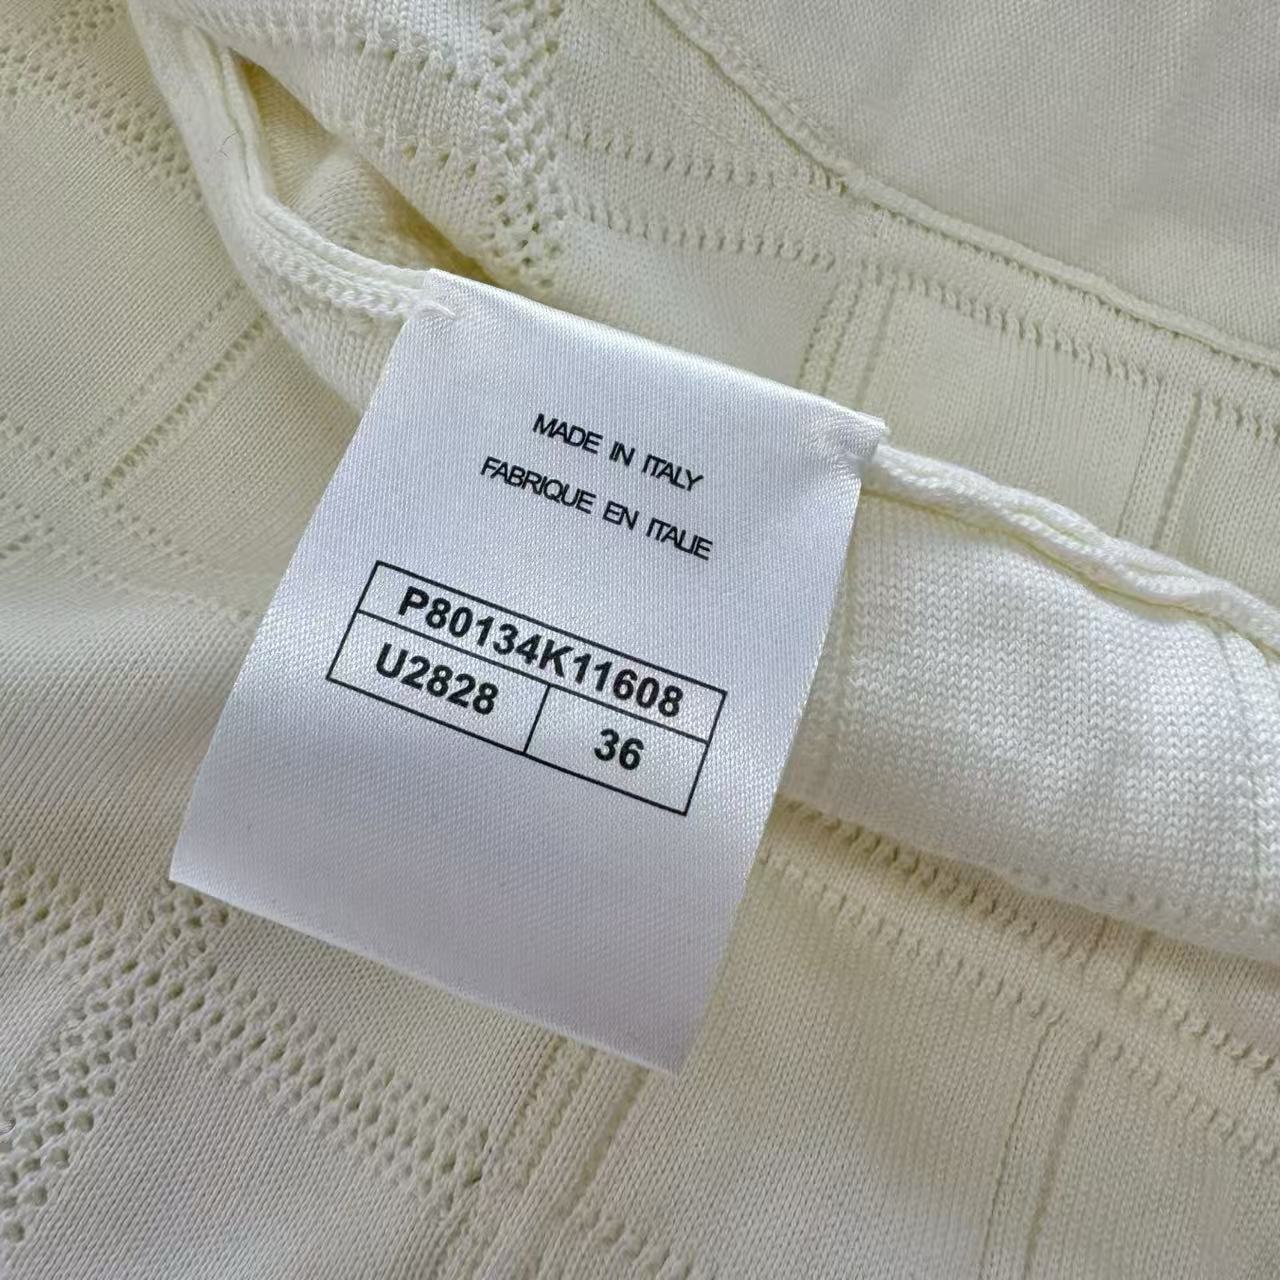 MADE IN ITALY
FABRIQUE EN ITALIE
P80134K11608
U2828
36